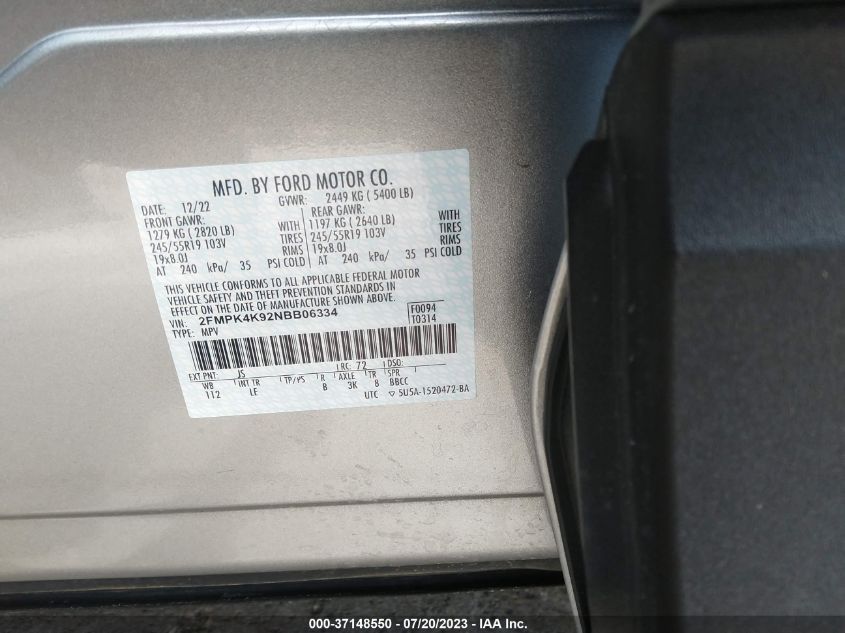 MFD. BY FORD MOTOR CO.
DATE: 12/22 GVWR: 2449 KG ( 5400 LB)
FRONT GAWR: REAR GAWR:
1279 KG ( 2820 LB) WITH 1197 KG ( 2640 LB) WITH
245/55R19 103V TIRES 245/55R19 103V TIRES
19x8.0J RIMS 19x8.0J RIMS
AT 240 kPa/ 35 PSI COLD AT 240 kPa/ 35 PSI COLD
THIS VEHICLE CONFORMS TO ALL APPLICABLE FEDERAL MOTOR
VEHICLE SAFETY AND THEFT PREVENTION STANDARDS IN
EFFECT ON THE DATE OF MANUFACTURE SHOWN ABOVE.
VIN: 2FMPK4K92NBB06334 F0094
TYPE: MPV T0314
EXT PNT: JS RC: 72 DSO:
WB INT TR TP/PS R AXLE TR SPR
112 LE B 3K 8 BBCC
UTC ▽ 5U5A-1520472-BA
000-37148550 - 07/20/2023 - IAA Inc.